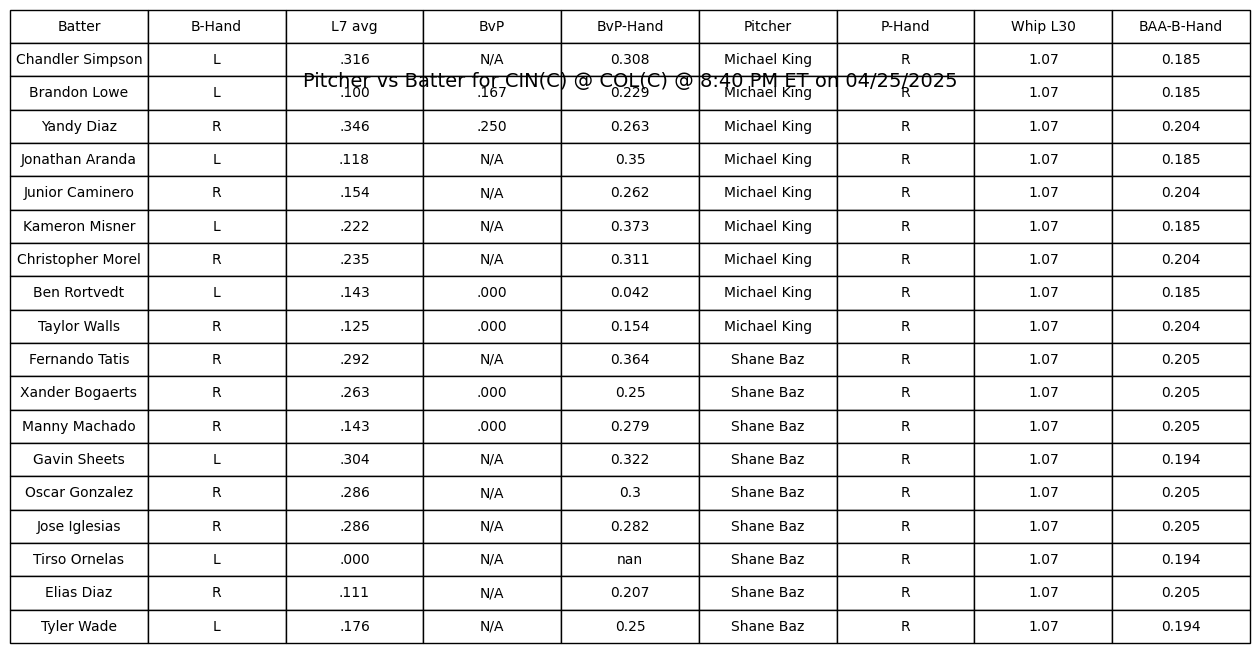 Batter B-Hand L7 avg BvP BvP-Hand Pitcher P-Hand Whip L30 BAA-B-Hand
Chandler Simpson L .316 N/A 0.308 Michael King R 1.07 0.185
Pitcher vs Batter for CIN(C) @ COL(C) @ 8:40 PM ET on 04/25/2025
Brandon Lowe L .100 .167 0.229 Michael King R 1.07 0.185
Yandy Diaz R .346 .250 0.263 Michael King R 1.07 0.204
Jonathan Aranda L .118 N/A 0.35 Michael King R 1.07 0.185
Junior Caminero R .154 N/A 0.262 Michael King R 1.07 0.204
Kameron Misner L .222 N/A 0.373 Michael King R 1.07 0.185
Christopher Morel R .235 N/A 0.311 Michael King R 1.07 0.204
Ben Rortvedt L .143 .000 0.042 Michael King R 1.07 0.185
Taylor Walls R .125 .000 0.154 Michael King R 1.07 0.204
Fernando Tatis R .292 N/A 0.364 Shane Baz R 1.07 0.205
Xander Bogaerts R .263 .000 0.25 Shane Baz R 1.07 0.205
Manny Machado R .143 .000 0.279 Shane Baz R 1.07 0.205
Gavin Sheets L .304 N/A 0.322 Shane Baz R 1.07 0.194
Oscar Gonzalez R .286 N/A 0.3 Shane Baz R 1.07 0.205
Jose Iglesias R .286 N/A 0.282 Shane Baz R 1.07 0.205
Tirso Ornelas L .000 N/A nan Shane Baz R 1.07 0.194
Elias Diaz R .111 N/A 0.207 Shane Baz R 1.07 0.205
Tyler Wade L .176 N/A 0.25 Shane Baz R 1.07 0.194